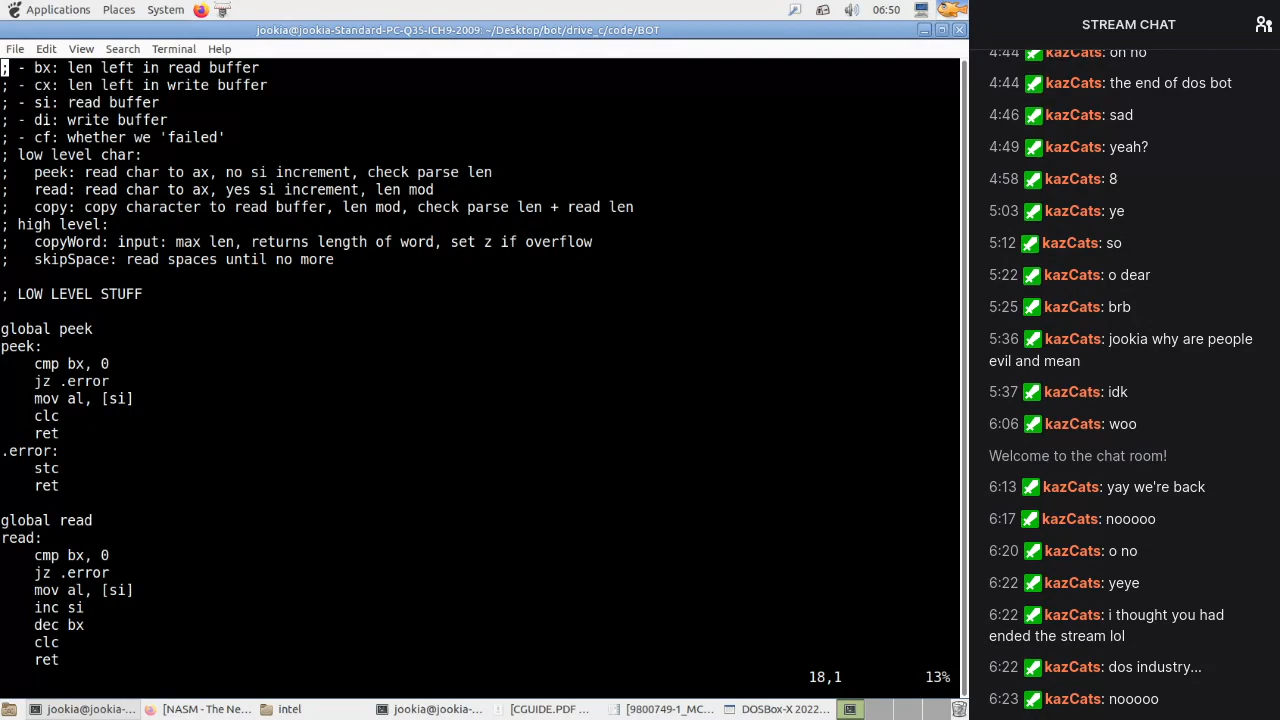 Applications Places System 06:50
jookia@jookia-Standard-PC-Q35-ICH9-2009: ~/Desktop/bot/drive_c/code/BOT
File Edit View Search Terminal Help
; - bx: len left in read buffer
; - cx: len left in write buffer
; - si: read buffer
; - di: write buffer
; - cf: whether we 'failed'
; low level char:
;   peek: read char to ax, no si increment, check parse len
;   read: read char to ax, yes si increment, len mod
;   copy: copy character to read buffer, len mod, check parse len + read len
; high level:
;   copyWord: input: max len, returns length of word, set z if overflow
;   skipSpace: read spaces until no more
; LOW LEVEL STUFF
global peek
peek:
cmp bx, 0
jz .error
mov al, [si]
clc
ret
.error:
stc
ret
global read
read:
cmp bx, 0
jz .error
mov al, [si]
inc si
dec bx
clc
ret
18,1 13%
jookia@jookia-... [NASM - The Ne... intel jookia@jookia-... [CGUIDE.PDF ... [9800749-1_MC... DOSBox-X 2022...
STREAM CHAT
4:44 kazCats: oh no
4:44 kazCats: the end of dos bot
4:46 kazCats: sad
4:49 kazCats: yeah?
4:58 kazCats: 8
5:03 kazCats: ye
5:12 kazCats: so
5:22 kazCats: o dear
5:25 kazCats: brb
5:36 kazCats: jookia why are people
evil and mean
5:37 kazCats: idk
6:06 kazCats: woo
Welcome to the chat room!
6:13 kazCats: yay we're back
6:17 kazCats: nooooo
6:20 kazCats: o no
6:22 kazCats: yeye
6:22 kazCats: i thought you had
ended the stream lol
6:22 kazCats: dos industry...
6:23 kazCats: nooooo